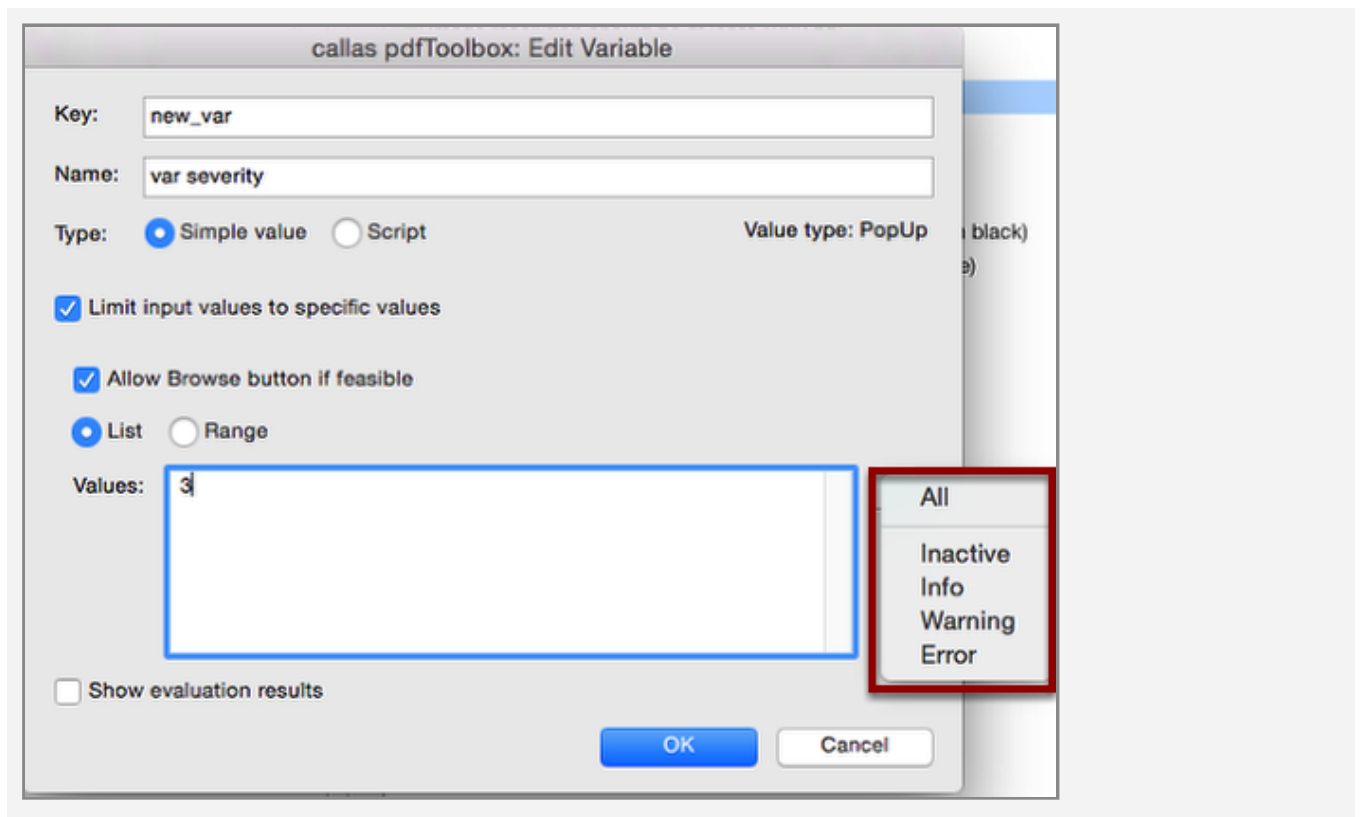 callas pdfToolbox: Edit Variable
Key: new_var
Name: var severity
Type: Simple value Script Value type: PopUp
black)
Limit input values to specific values
Allow Browse button if feasible
List Range
Values: 3
All
Inactive
Info
Warning
Error
Show evaluation results
OK Cancel